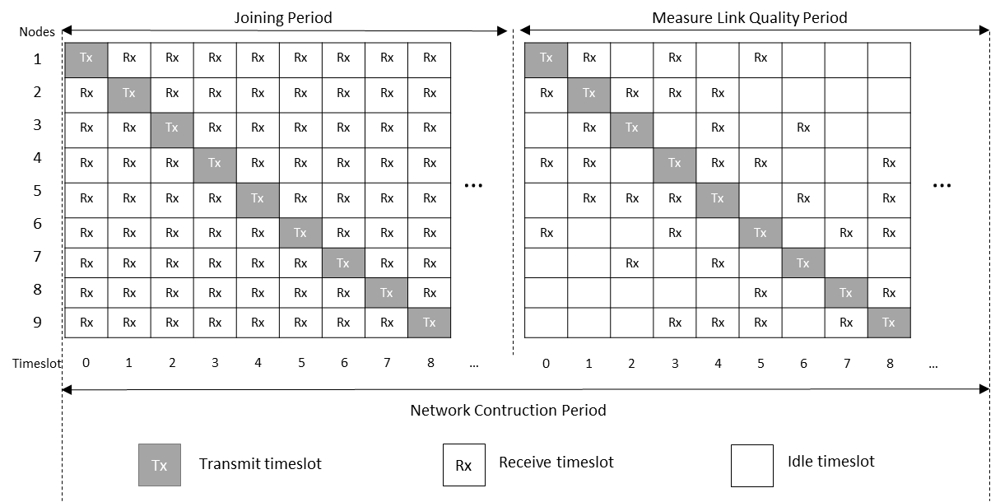 Joining Period Measure Link Quality Period
Nodes
1 Tx Rx Rx Rx Rx Rx Rx Rx Rx Tx Rx Rx Rx
2 Rx Tx Rx Rx Rx Rx Rx Rx Rx Rx Tx Rx Rx Rx
3 Rx Rx Tx Rx Rx Rx Rx Rx Rx Rx Tx Rx Rx
4 Rx Rx Rx Tx Rx Rx Rx Rx Rx Rx Rx Tx Rx Rx Rx
... ...
5 Rx Rx Rx Rx Tx Rx Rx Rx Rx Rx Rx Rx Tx Rx Rx
6 Rx Rx Rx Rx Rx Tx Rx Rx Rx Rx Rx Tx Rx Rx
7 Rx Rx Rx Rx Rx Rx Tx Rx Rx Rx Rx Tx
8 Rx Rx Rx Rx Rx Rx Rx Tx Rx Rx Tx Rx
9 Rx Rx Rx Rx Rx Rx Rx Rx Tx Rx Rx Rx Rx Tx
Timeslot 0 1 2 3 4 5 6 7 8 ... 0 1 2 3 4 5 6 7 8 ...
Network Contruction Period
Tx Transmit timeslot Rx Receive timeslot Idle timeslot